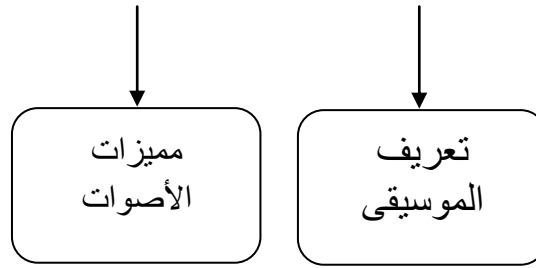 تعريف
الموسيقى
مميزات
الأصوات